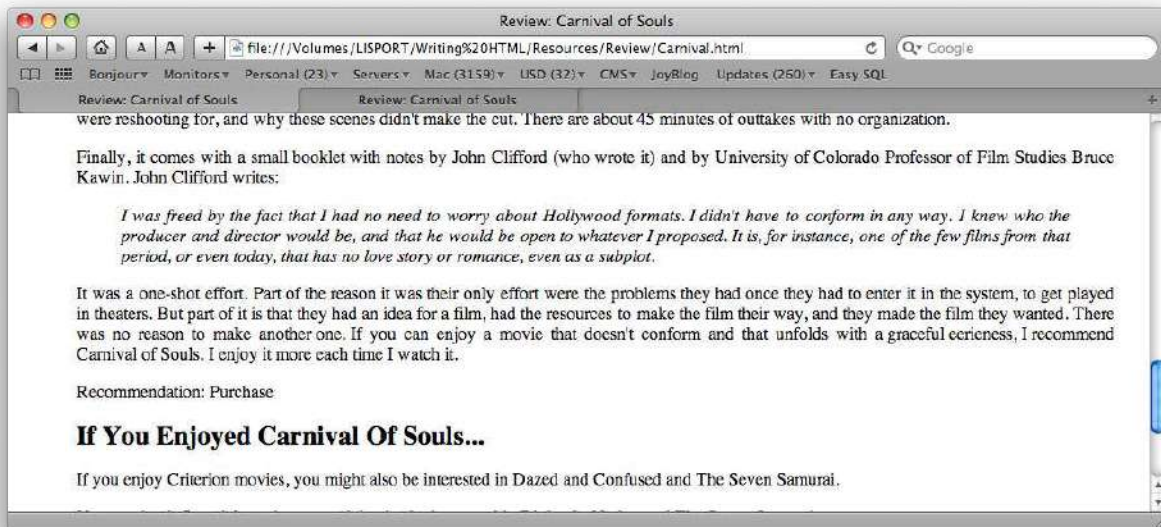 Review: Carnival of Souls
A A + file:///Volumes/LISPORT/Writing%20HTML/Resources/Review/Carnival.html Google
Bonjour Monitors Personal (23) Servers Mac (3159) USD (32) CMS JoyBlog Updates (260) Easy SQL
Review: Carnival of Souls Review: Carnival of Souls
were reshooting for, and why these scenes didn't make the cut. There are about 45 minutes of outtakes with no organization.
Finally, it comes with a small booklet with notes by John Clifford (who wrote it) and by University of Colorado Professor of Film Studies Bruce
Kawin. John Clifford writes:
I was freed by the fact that I had no need to worry about Hollywood formats. I didn't have to conform in any way. I knew who the
producer and director would be, and that he would be open to whatever I proposed. It is, for instance, one of the few films from that
period, or even today, that has no love story or romance, even as a subplot.
It was a one-shot effort. Part of the reason it was their only effort were the problems they had once they had to enter it in the system, to get played
in theaters. But part of it is that they had an idea for a film, had the resources to make the film their way, and they made the film they wanted. There
was no reason to make another one. If you can enjoy a movie that doesn't conform and that unfolds with a graceful eeriness, I recommend
Carnival of Souls. I enjoy it more each time I watch it.
Recommendation: Purchase
If You Enjoyed Carnival Of Souls...
If you enjoy Criterion movies, you might also be interested in Dazed and Confused and The Seven Samurai.